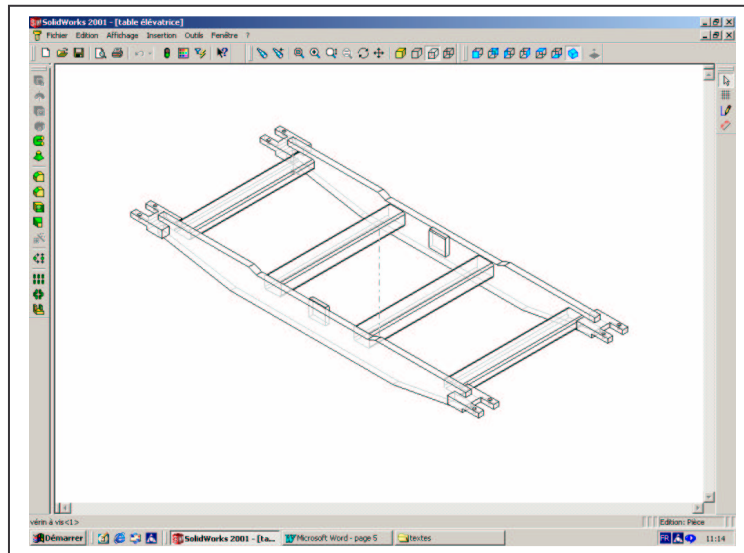 SolidWorks 2001 - [table élévatrice]
Fichier Edition Affichage Insertion Outils Fenêtre ?
vérin à vis<1>
Edition: Pièce
Démarrer SolidWorks 2001 - [ta... Microsoft Word - page 5 textes FR 11:14